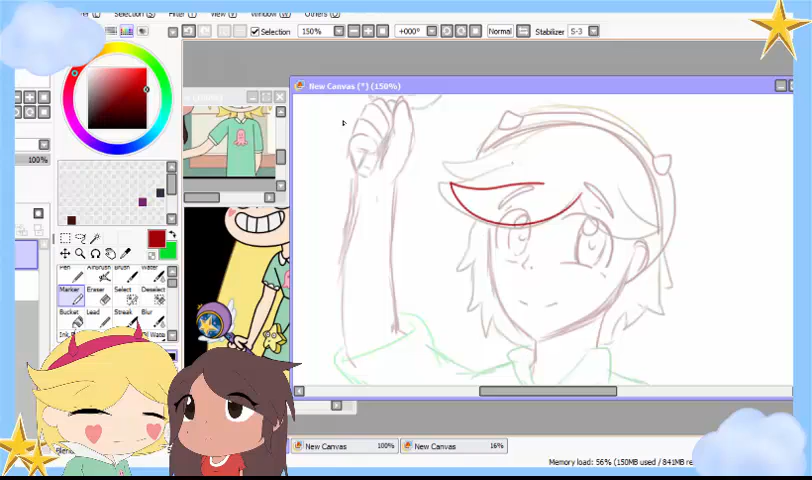 Selection (S)
Filter (T)
View (V)
Window (W)
Others (O)
Selection
150%
+000°
Normal
Stabilizer
S-3
New Canvas [*] (150%)
100%
Pen
AirBrush
Brush
Water
Marker
Eraser
Select
Deselect
Bucket
Lead
Streak
Blur
New Canvas 100%
New Canvas 16%
Memory load: 56% (150MB used / 841MB re